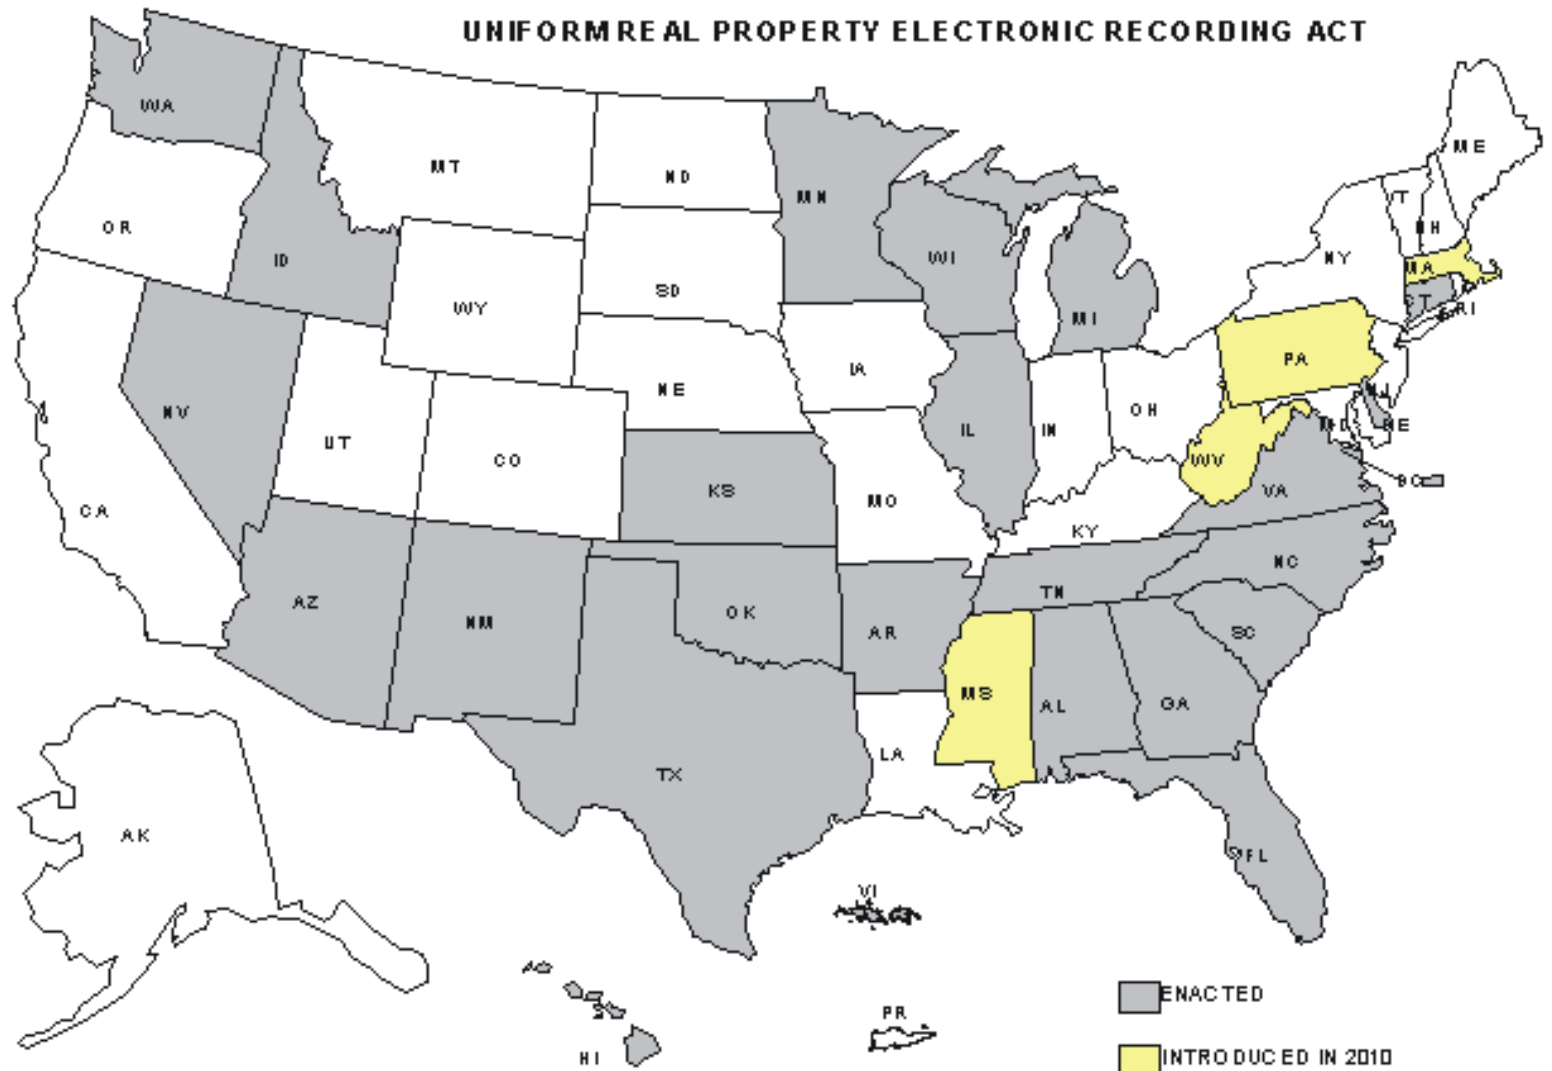 UNIFORM REAL PROPERTY ELECTRONIC RECORDING ACT
WA
MT
ND
MN
ME
OR
ID
WY
SD
WI
MI
NY
VT
NH
MA
CT
RI
NV
UT
CO
NE
IA
IL
IN
OH
PA
NJ
MD
DE
WV
VA
DC
CA
KS
MO
KY
AZ
NM
OK
AR
TN
NC
SC
MS
AL
GA
TX
LA
FL
AK
VI
HI
PR
ENACTED
INTRODUCED IN 2010